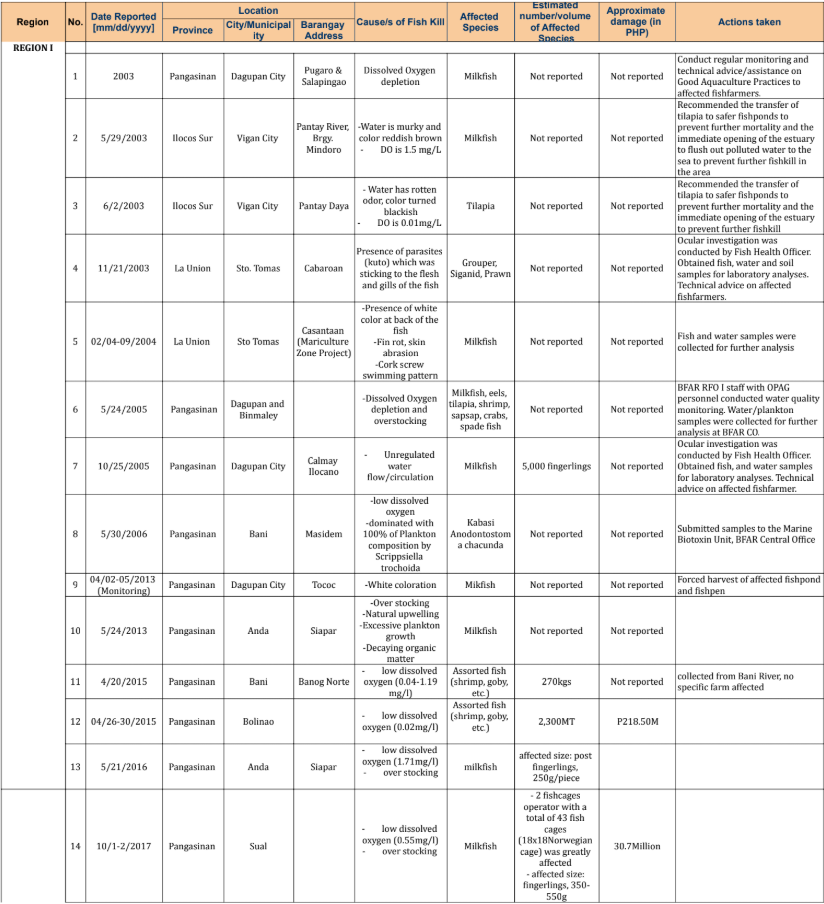 Region
No.
Date Reported
[mm/dd/yyyy]
Location
Province
City/Municipal
ity
Barangay
Address
Cause/s of Fish Kill
Affected
Species
Estimated
number/volume
of Affected
Species
Approximate
damage (in
PHP)
Actions taken
REGION I
1
2003
Pangasinan
Dagupan City
Pugaro &
Salapingao
Dissolved Oxygen
depletion
Milkfish
Not reported
Not reported
Conduct regular monitoring and
technical advice/assistance on
Good Aquaculture Practices to
affected fishfarmers.
2
5/29/2003
Ilocos Sur
Vigan City
Pantay River,
Brgy.
Mindoro
-Water is murky and
color reddish brown
- DO is 1.5 mg/L
Milkfish
Not reported
Not reported
Recommended the transfer of
tilapia to safer fishponds to
prevent further mortality and the
immediate opening of the estuary
to flush out polluted water to the
sea to prevent further fishkill in
the area
3
6/2/2003
Ilocos Sur
Vigan City
Pantay Daya
- Water has rotten
odor, color turned
blackish
- DO is 0.01mg/L
Tilapia
Not reported
Not reported
Recommended the transfer of
tilapia to safer fishponds to
prevent further mortality and the
immediate opening of the estuary
to prevent further fishkill
4
11/21/2003
La Union
Sto. Tomas
Cabaroan
Presence of parasites
(kuto) which was
sticking to the flesh
and gills of the fish
Grouper,
Siganid, Prawn
Not reported
Not reported
Ocular investigation was
conducted by Fish Health Officer.
Obtained fish, water and soil
samples for laboratory analyses.
Technical advice on affected
fishfarmers.
5
02/04-09/2004
La Union
Sto Tomas
Casantaan
(Mariculture
Zone Project)
-Presence of white
color at back of the
fish
-Fin rot, skin
abrasion
-Cork screw
swimming pattern
Milkfish
Not reported
Not reported
Fish and water samples were
collected for further analysis
6
5/24/2005
Pangasinan
Dagupan and
Binmaley
-Dissolved Oxygen
depletion and
overstocking
Milkfish, eels,
tilapia, shrimp,
sapsap, crabs,
spade fish
Not reported
Not reported
BFAR RFO I staff with OPAG
personnel conducted water quality
monitoring. Water/plankton
samples were collected for further
analysis at BFAR CO.
7
10/25/2005
Pangasinan
Dagupan City
Calmay
Ilocano
- Unregulated
water
flow/circulation
Milkfish
5,000 fingerlings
Not reported
Ocular investigation was
conducted by Fish Health Officer.
Obtained fish, and water samples
for laboratory analyses. Technical
advice on affected fishfarmer.
8
5/30/2006
Pangasinan
Bani
Masidem
-low dissolved
oxygen
-dominated with
100% of Plankton
composition by
Scrippsiella
trochoida
Kabasi
Anodontostom
a chacunda
Not reported
Not reported
Submitted samples to the Marine
Biotoxin Unit, BFAR Central Office
9
04/02-05/2013
(Monitoring)
Pangasinan
Dagupan City
Tococ
-White coloration
Mikfish
Not reported
Not reported
Forced harvest of affected fishpond
and fishpen
10
5/24/2013
Pangasinan
Anda
Siapar
-Over stocking
-Natural upwelling
-Excessive plankton
growth
-Decaying organic
matter
Milkfish
Not reported
Not reported
11
4/20/2015
Pangasinan
Bani
Banog Norte
- low dissolved
oxygen (0.04-1.19
mg/l)
Assorted fish
(shrimp, goby,
etc.)
270kgs
Not reported
collected from Bani River, no
specific farm affected
12
04/26-30/2015
Pangasinan
Bolinao
- low dissolved
oxygen (0.02mg/l)
Assorted fish
(shrimp, goby,
etc.)
2,300MT
P218.50M
13
5/21/2016
Pangasinan
Anda
Siapar
- low dissolved
oxygen (1.71mg/l)
- over stocking
milkfish
affected size: post
fingerlings,
250g/piece
14
10/1-2/2017
Pangasinan
Sual
- low dissolved
oxygen (0.55mg/l)
- over stocking
Milkfish
- 2 fishcages
operator with a
total of 43 fish
cages
(18x18Norwegian
cage) was greatly
affected
- affected size:
fingerlings, 350-
550g
30.7Million